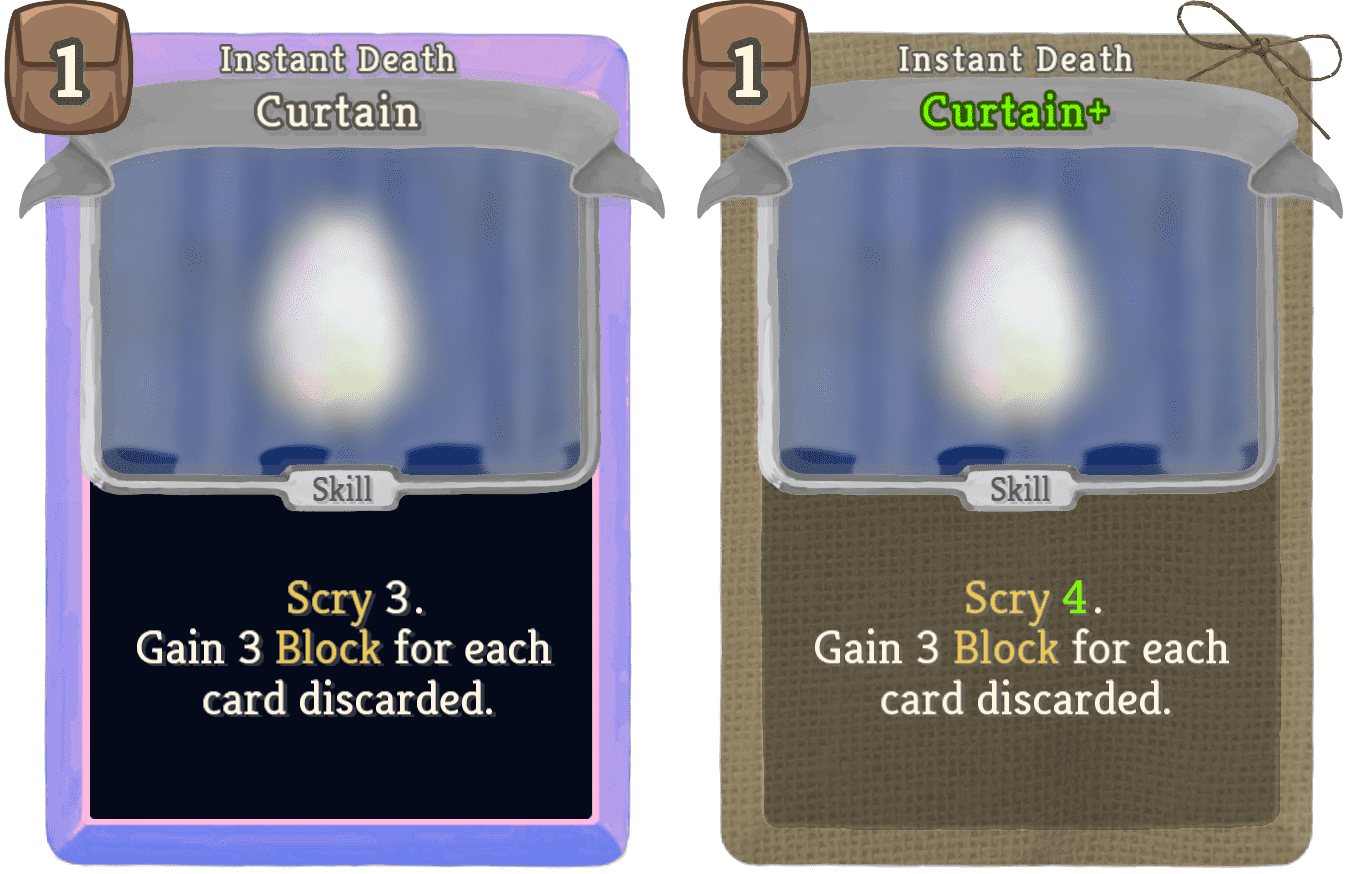 1
Instant Death
Curtain
Skill
Scry 3.
Gain 3 Block for each
card discarded.
1
Instant Death
Curtain+
Skill
Scry 4.
Gain 3 Block for each
card discarded.